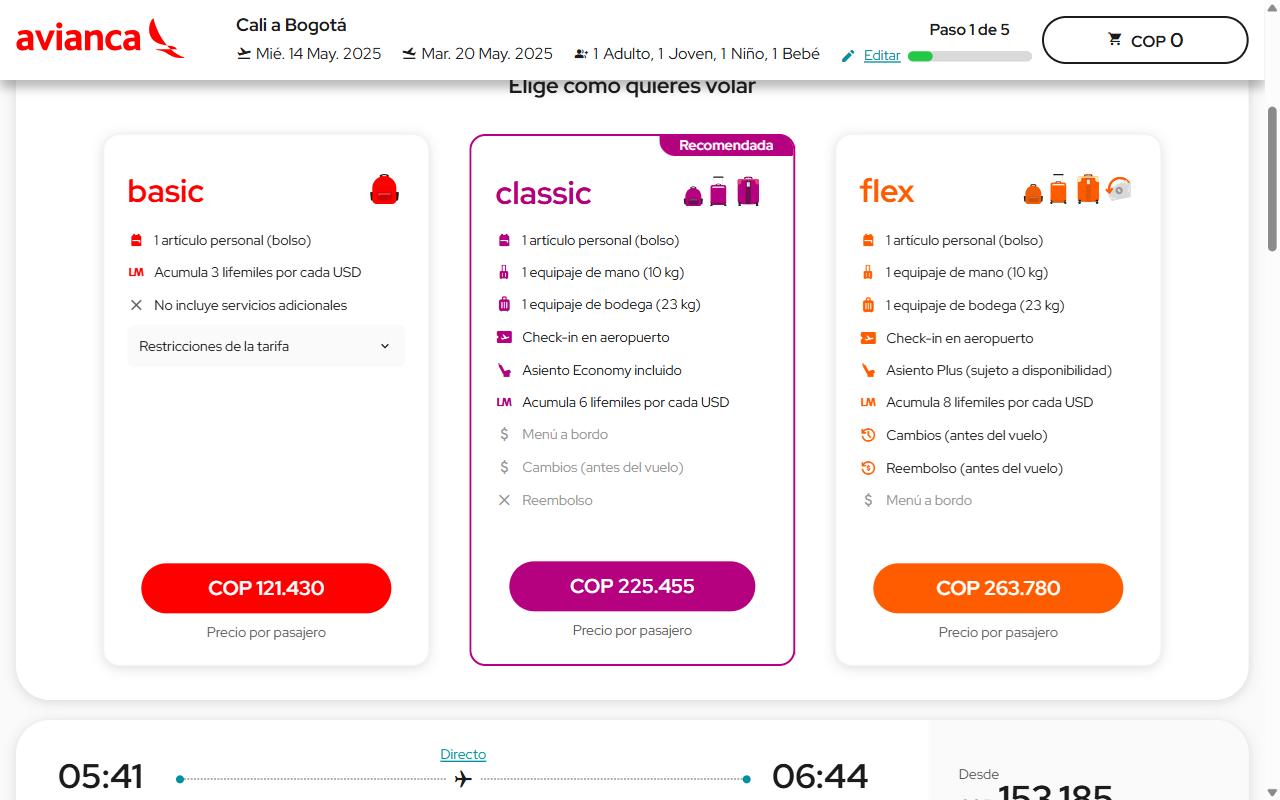 avianca
Cali a Bogotá
Mié. 14 May. 2025
Mar. 20 May. 2025
1 Adulto, 1 Joven, 1 Niño, 1 Bebé
Editar
Paso 1 de 5
COP 0
Elige cómo quieres volar
basic
1 artículo personal (bolso)
LM Acumula 3 lifemiles por cada USD
No incluye servicios adicionales
Restricciones de la tarifa
COP 121.430
Precio por pasajero
Recomendada
classic
1 artículo personal (bolso)
1 equipaje de mano (10 kg)
1 equipaje de bodega (23 kg)
Check-in en aeropuerto
Asiento Economy incluido
LM Acumula 6 lifemiles por cada USD
$ Menú a bordo
$ Cambios (antes del vuelo)
Reembolso
COP 225.455
Precio por pasajero
flex
1 artículo personal (bolso)
1 equipaje de mano (10 kg)
1 equipaje de bodega (23 kg)
Check-in en aeropuerto
Asiento Plus (sujeto a disponibilidad)
LM Acumula 8 lifemiles por cada USD
Cambios (antes del vuelo)
Reembolso (antes del vuelo)
$ Menú a bordo
COP 263.780
Precio por pasajero
05:41
Directo
06:44
Desde
153.185